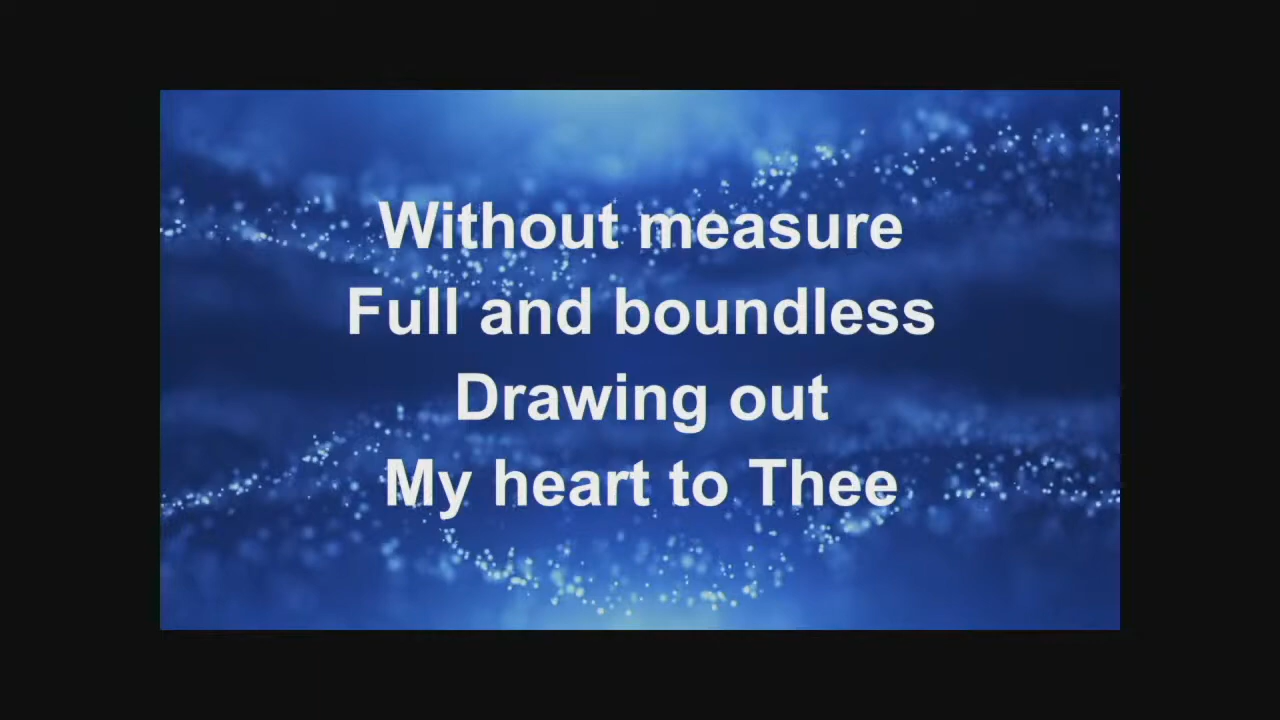 Without measure
Full and boundless
Drawing out
My heart to Thee